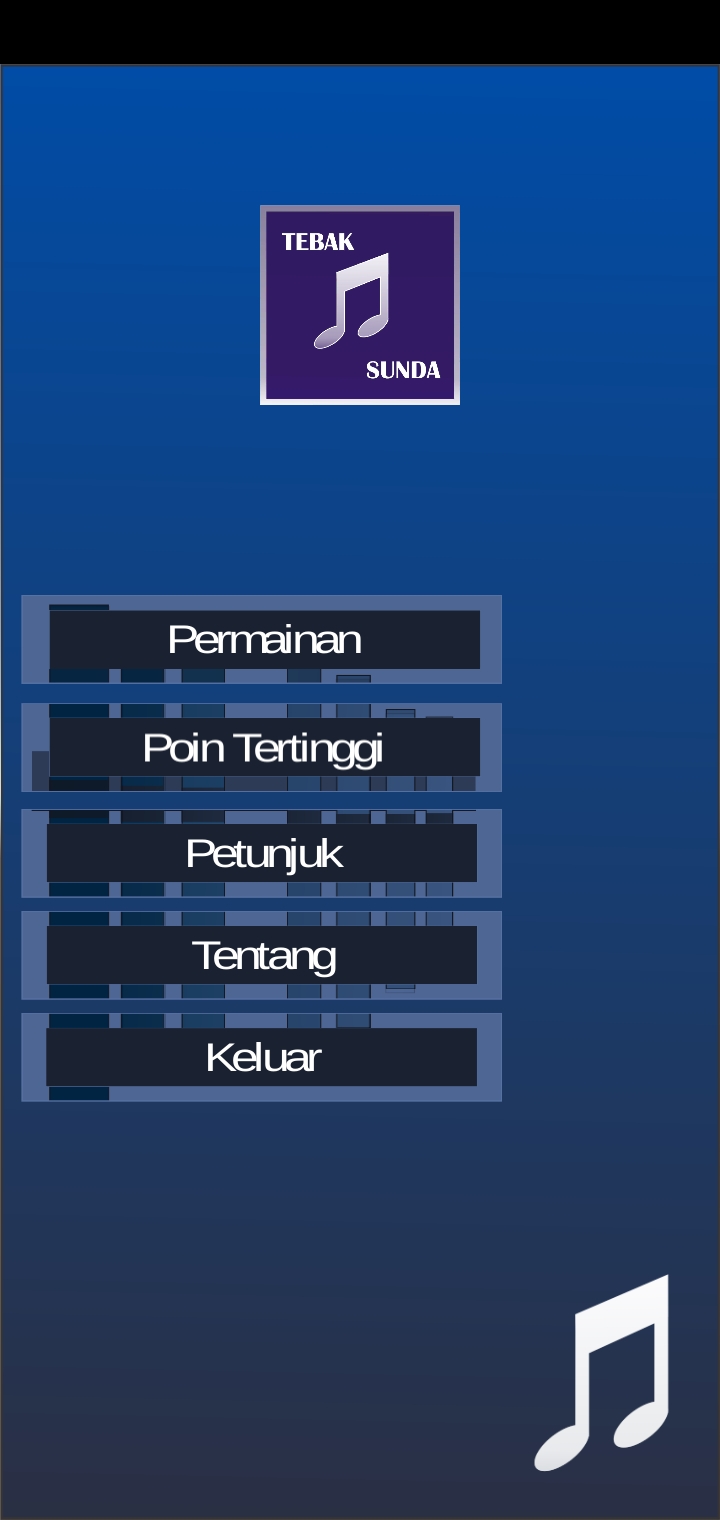 TEBAK
SUNDA
Permainan
Poin Tertinggi
Petunjuk
Tentang
Keluar